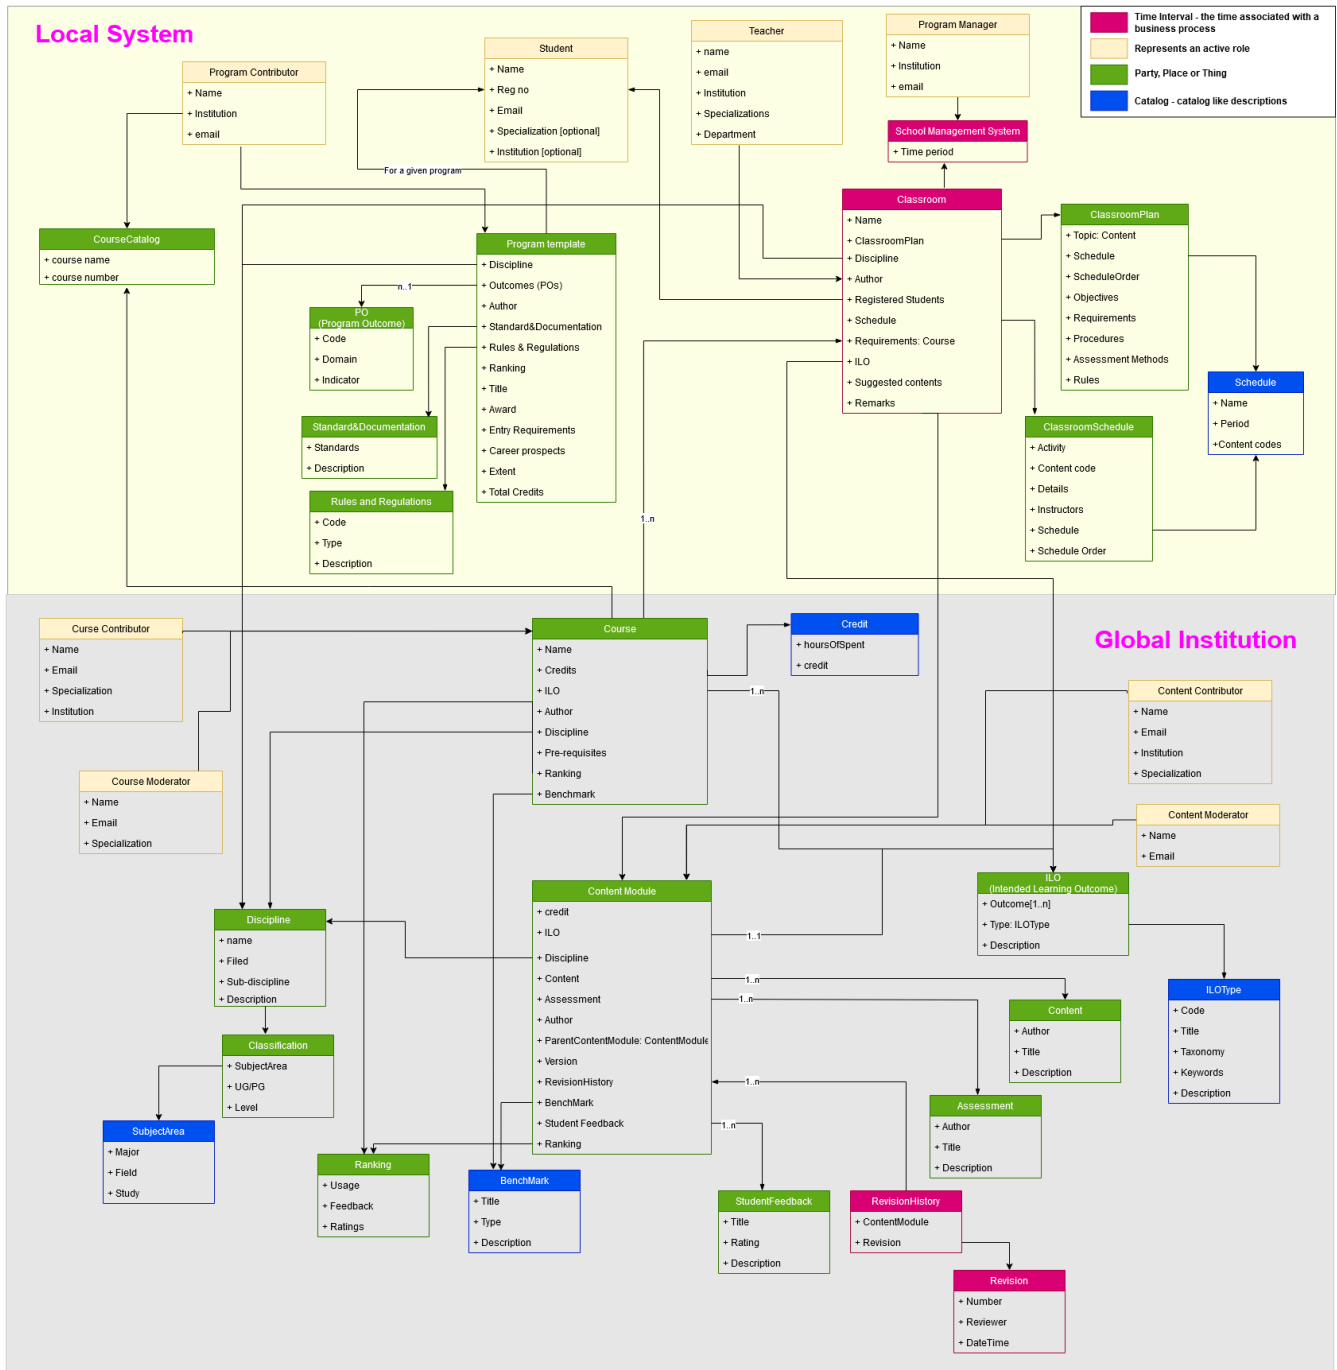 Local System
Time Interval - the time associated with a
business process
Represents an active role
Party, Place or Thing
Catalog - catalog like descriptions
Program Contributor
+ Name
+ Institution
+ email
Student
+ Name
+ Reg no
+ Email
+ Specialization [optional]
+ Institution [optional]
Teacher
+ name
+ email
+ Institution
+ Specializations
+ Department
Program Manager
+ Name
+ Institution
+ email
School Management System
+ Time period
For a given program
CourseCatalog
+ course name
+ course number
Program template
+ Discipline
+ Outcomes (POs)
+ Author
+ Standard&Documentation
+ Rules & Regulations
+ Ranking
+ Title
+ Award
+ Entry Requirements
+ Career prospects
+ Extent
+ Total Credits
n..1
PO
(Program Outcome)
+ Code
+ Domain
+ Indicator
Standard&Documentation
+ Standards
+ Description
Rules and Regulations
+ Code
+ Type
+ Description
Classroom
+ Name
+ ClassroomPlan
+ Discipline
+ Author
+ Registered Students
+ Schedule
+ Requirements: Course
+ ILO
+ Suggested contents
+ Remarks
ClassroomPlan
+ Topic: Content
+ Schedule
+ ScheduleOrder
+ Objectives
+ Requirements
+ Procedures
+ Assessment Methods
+ Rules
Schedule
+ Name
+ Period
+Content codes
ClassroomSchedule
+ Activity
+ Content code
+ Details
+ Instructors
+ Schedule
+ Schedule Order
1..n
Global Institution
Curse Contributor
+ Name
+ Email
+ Specialization
+ Institution
Course
+ Name
+ Credits
+ ILO
+ Author
+ Discipline
+ Pre-requisites
+ Ranking
+ Benchmark
Credit
+ hoursOfSpent
+ credit
1..n
Content Contributor
+ Name
+ Email
+ Institution
+ Specialization
Course Moderator
+ Name
+ Email
+ Specialization
Content Moderator
+ Name
+ Email
Content Module
+ credit
+ ILO
+ Discipline
+ Content
+ Assessment
+ Author
+ ParentContentModule: ContentModule
+ Version
+ RevisionHistory
+ BenchMark
+ Student Feedback
+ Ranking
1..1
1..n
1..n
1..n
1..n
ILO
(Intended Learning Outcome)
+ Outcome[1..n]
+ Type: ILOType
+ Description
Discipline
+ name
+ Filed
+ Sub-discipline
+ Description
Classification
+ SubjectArea
+ UG/PG
+ Level
SubjectArea
+ Major
+ Field
+ Study
Content
+ Author
+ Title
+ Description
ILOType
+ Code
+ Title
+ Taxonomy
+ Keywords
+ Description
Assessment
+ Author
+ Title
+ Description
Ranking
+ Usage
+ Feedback
+ Ratings
BenchMark
+ Title
+ Type
+ Description
StudentFeedback
+ Title
+ Rating
+ Description
RevisionHistory
+ ContentModule
+ Revision
Revision
+ Number
+ Reviewer
+ DateTime